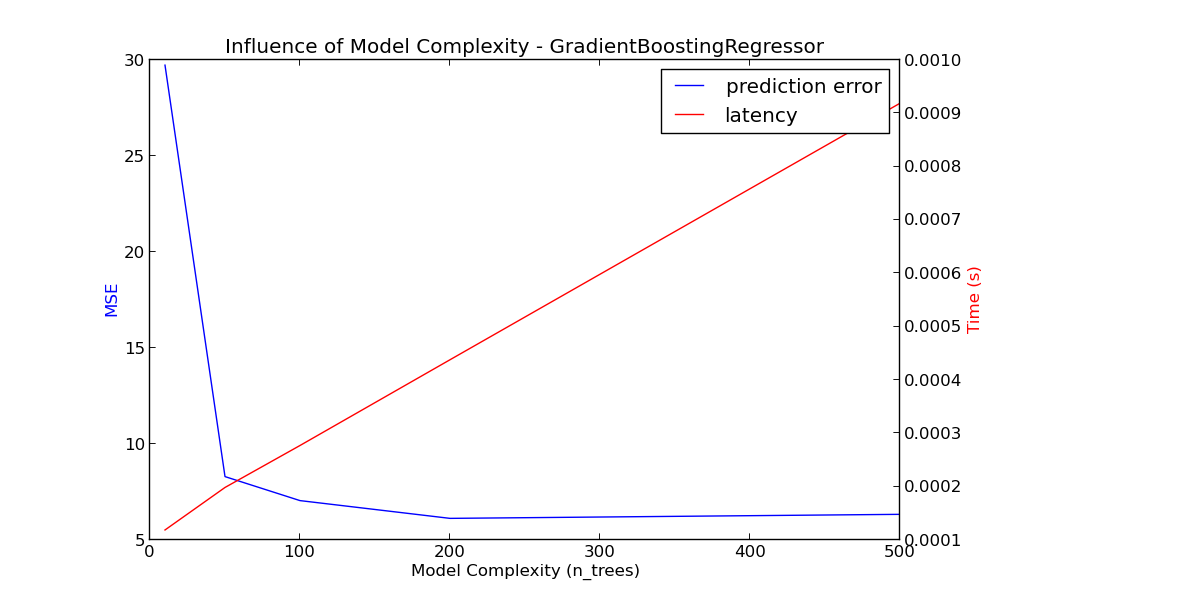 Influence of Model Complexity - GradientBoostingRegressor
prediction error
latency
30
25
20
15
10
5
MSE
0.0010
0.0009
0.0008
0.0007
0.0006
0.0005
0.0004
0.0003
0.0002
0.0001
Time (s)
0 100 200 300 400 500
Model Complexity (n_trees)